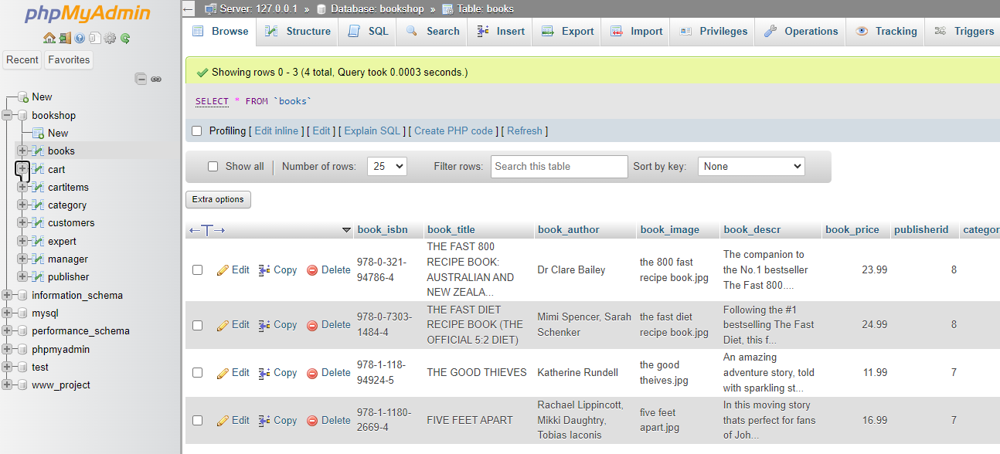 phpMyAdmin
Recent Favorites
New
bookshop
New
books
cart
cartitems
category
customers
expert
manager
publisher
information_schema
mysql
performance_schema
phpmyadmin
test
www_project
Server: 127.0.0.1 » Database: bookshop » Table: books
Browse Structure SQL Search Insert Export Import Privileges Operations Tracking Triggers
Showing rows 0 - 3 (4 total, Query took 0.0003 seconds.)
SELECT * FROM `books`
Profiling [ Edit inline ] [ Edit ] [ Explain SQL ] [ Create PHP code ] [ Refresh ]
Show all Number of rows: 25 Filter rows: Search this table Sort by key: None
Extra options
←T→ book_isbn book_title book_author book_image book_descr book_price publisherid categor
THE FAST 800
978-0-321- RECIPE BOOK: the 800 fast The companion to
Edit Copy Delete Dr Clare Bailey the No.1 bestseller 23.99 8
94786-4 AUSTRALIAN AND recipe book.jpg The Fast 800....
NEW ZEALA...
THE FAST DIET Following the #1
978-0-7303- Mimi Spencer, Sarah the fast diet
Edit Copy Delete RECIPE BOOK (THE bestselling The Fast 24.99 8
1484-4 Schenker recipe book.jpg
OFFICIAL 5:2 DIET) Diet, this f...
978-1-118- the good An amazing
Edit Copy Delete THE GOOD THIEVES Katherine Rundell adventure story, told 11.99 7
94924-5 theives.jpg with sparkling st...
Rachael Lippincott, In this moving story
978-1-1180- five feet
Edit Copy Delete FIVE FEET APART Mikki Daughtry, thats perfect for fans 16.99 7
2669-4 apart.jpg
Tobias Iaconis of Joh...